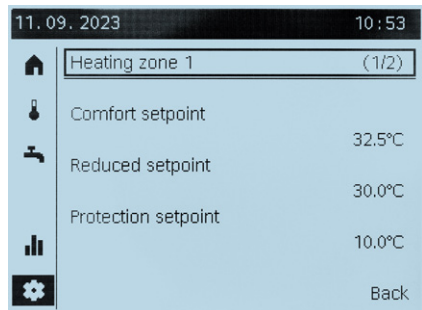 11. 09. 2023 10:53
Heating zone 1 (1/2)
Comfort setpoint
32.5°C
Reduced setpoint
30.0°C
Protection setpoint
10.0°C
Back